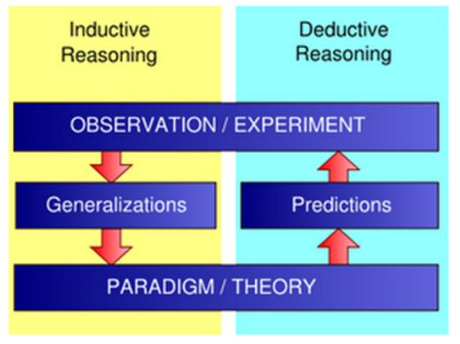 Inductive
Reasoning
Deductive
Reasoning
OBSERVATION / EXPERIMENT
Generalizations
Predictions
PARADIGM / THEORY